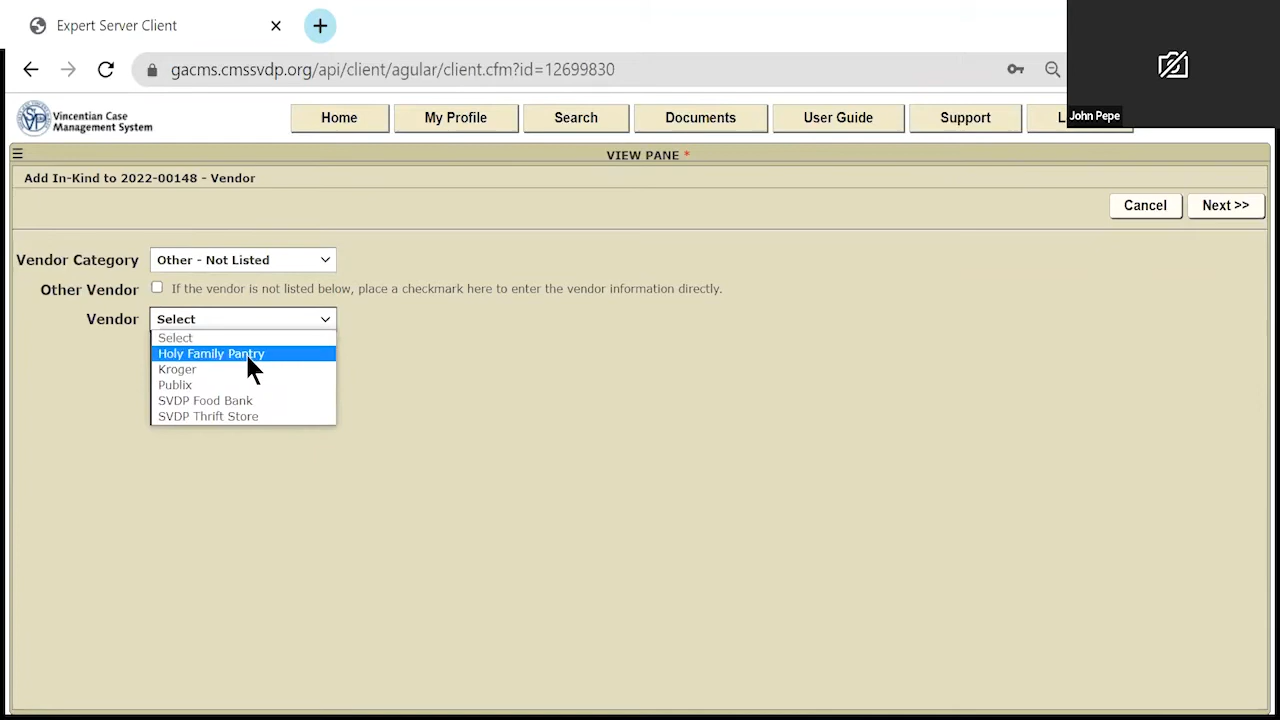 Expert Server Client
gacms.cmssvdp.org/api/client/agular/client.cfm?id=12699830
John Pepe
Vincentian Case
Management System
Home
My Profile
Search
Documents
User Guide
Support
L
VIEW PANE *
Add In-Kind to 2022-00148 - Vendor
Cancel
Next >>
Vendor Category
Other - Not Listed
Other Vendor
If the vendor is not listed below, place a checkmark here to enter the vendor information directly.
Vendor
Select
Select
Holy Family Pantry
Kroger
Publix
SVDP Food Bank
SVDP Thrift Store